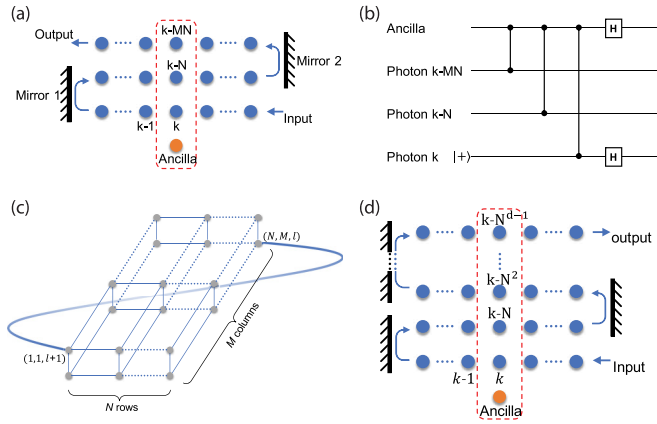 (a)
Output
k-MN
k-N
Mirror 2
Mirror 1
k-1
k
Input
Ancilla
(b)
Ancilla
H
Photon k-MN
Photon k-N
Photon k |+⟩
H
(c)
(N, M, l)
(1,1, l+1)
M columns
N rows
(d)
k-N^{d-1}
output
k-N^2
k-N
k-1
k
Input
Ancilla